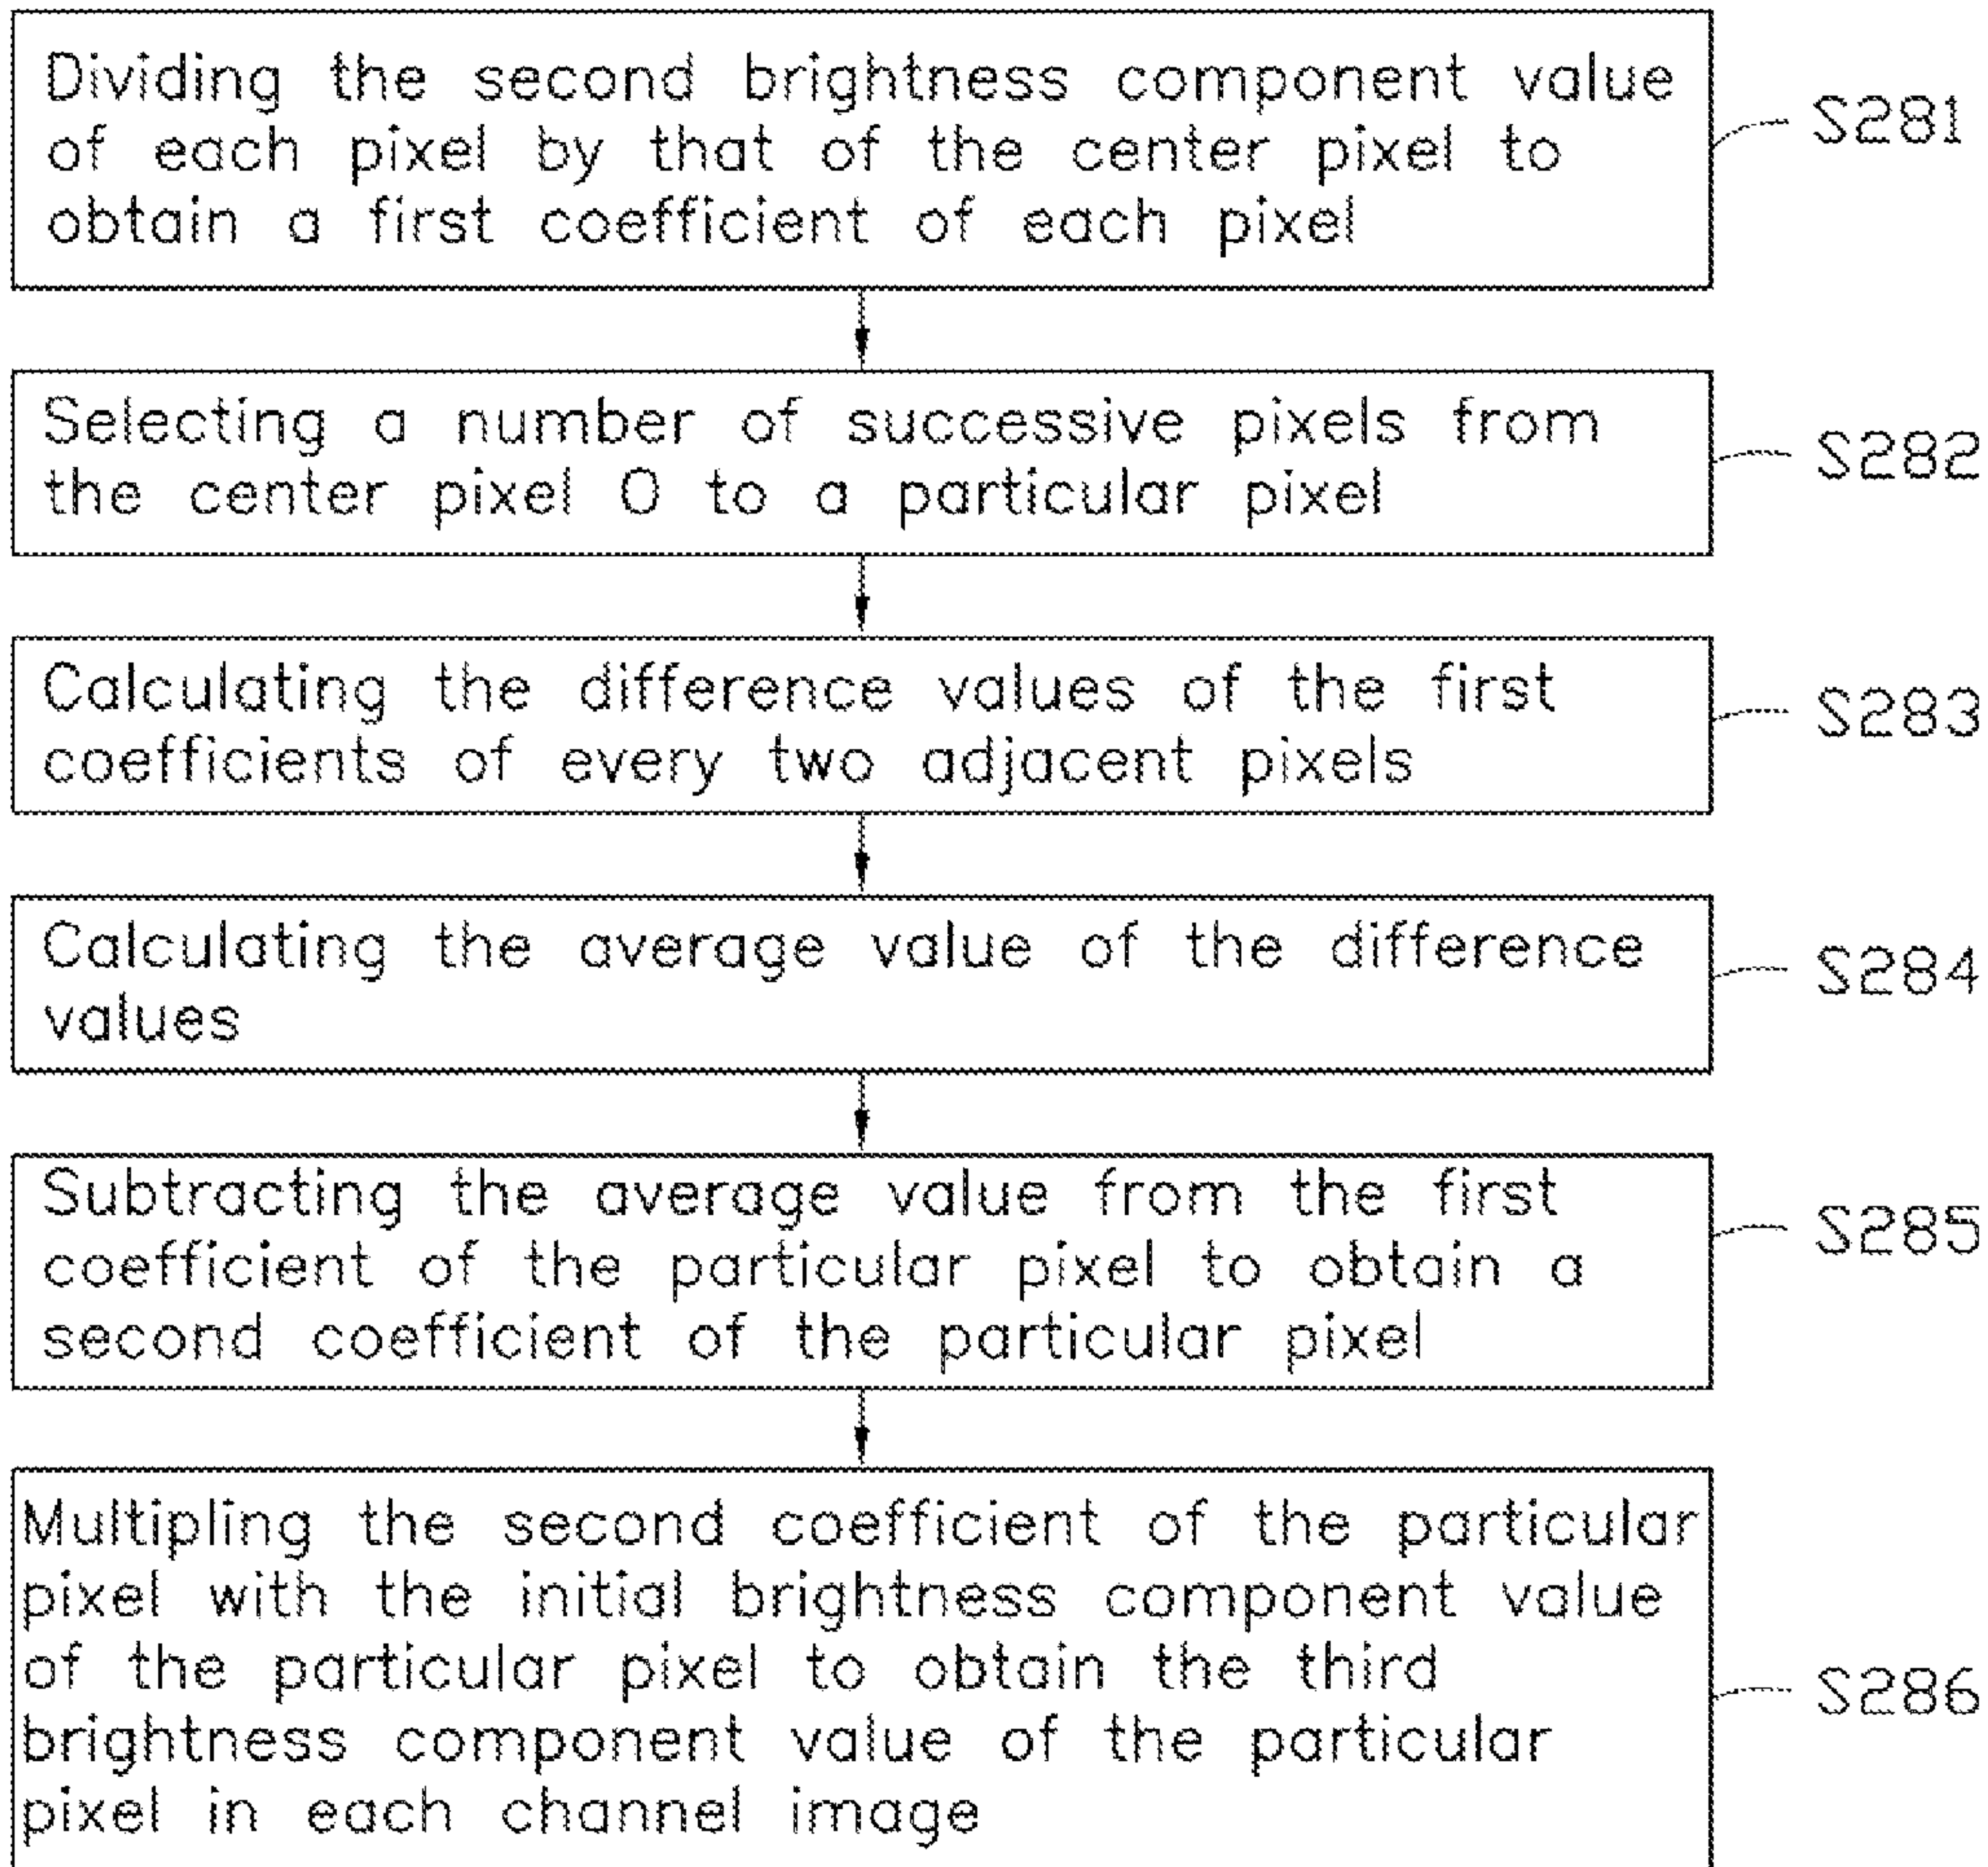 Dividing the second brightness component value
of each pixel by that of the center pixel to
obtain a first coefficient of each pixel
S281
Selecting a number of successive pixels from
the center pixel O to a particular pixel
S282
Calculating the difference values of the first
coefficients of every two adjacent pixels
S283
Calculating the average value of the difference
values
S284
Subtracting the average value from the first
coefficient of the particular pixel to obtain a
second coefficient of the particular pixel
S285
Multipling the second coefficient of the particular
pixel with the initial brightness component value
of the particular pixel to obtain the third
brightness component value of the particular
pixel in each channel image
S286